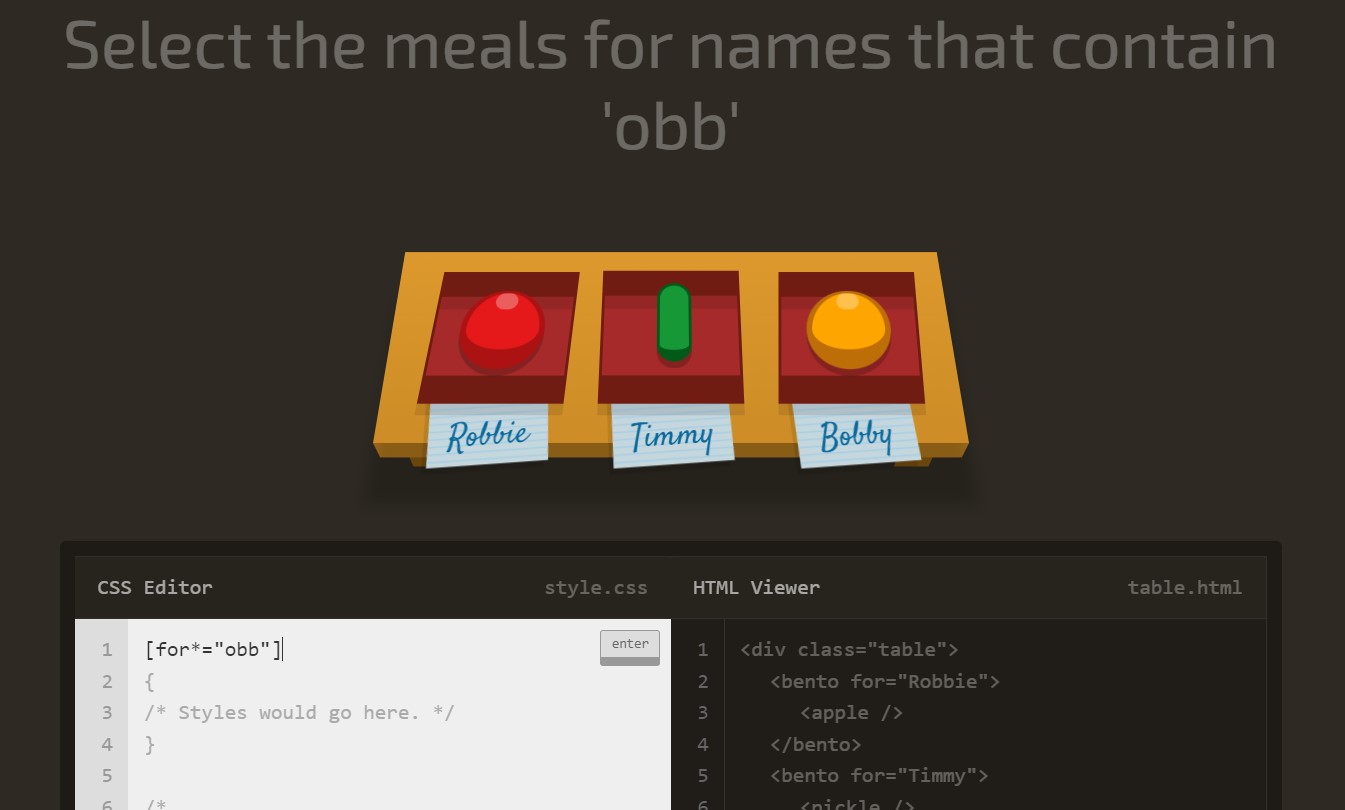 Select the meals for names that contain
'obb'
Robbie
Timmy
Bobby
CSS Editor
style.css
HTML Viewer
table.html
1
[for*="obb"]
enter
2
{
3
/* Styles would go here. */
4
}
5
6
/*
1
<div class="table">
2
<bento for="Robbie">
3
<apple />
4
</bento>
5
<bento for="Timmy">
6
<pickle />